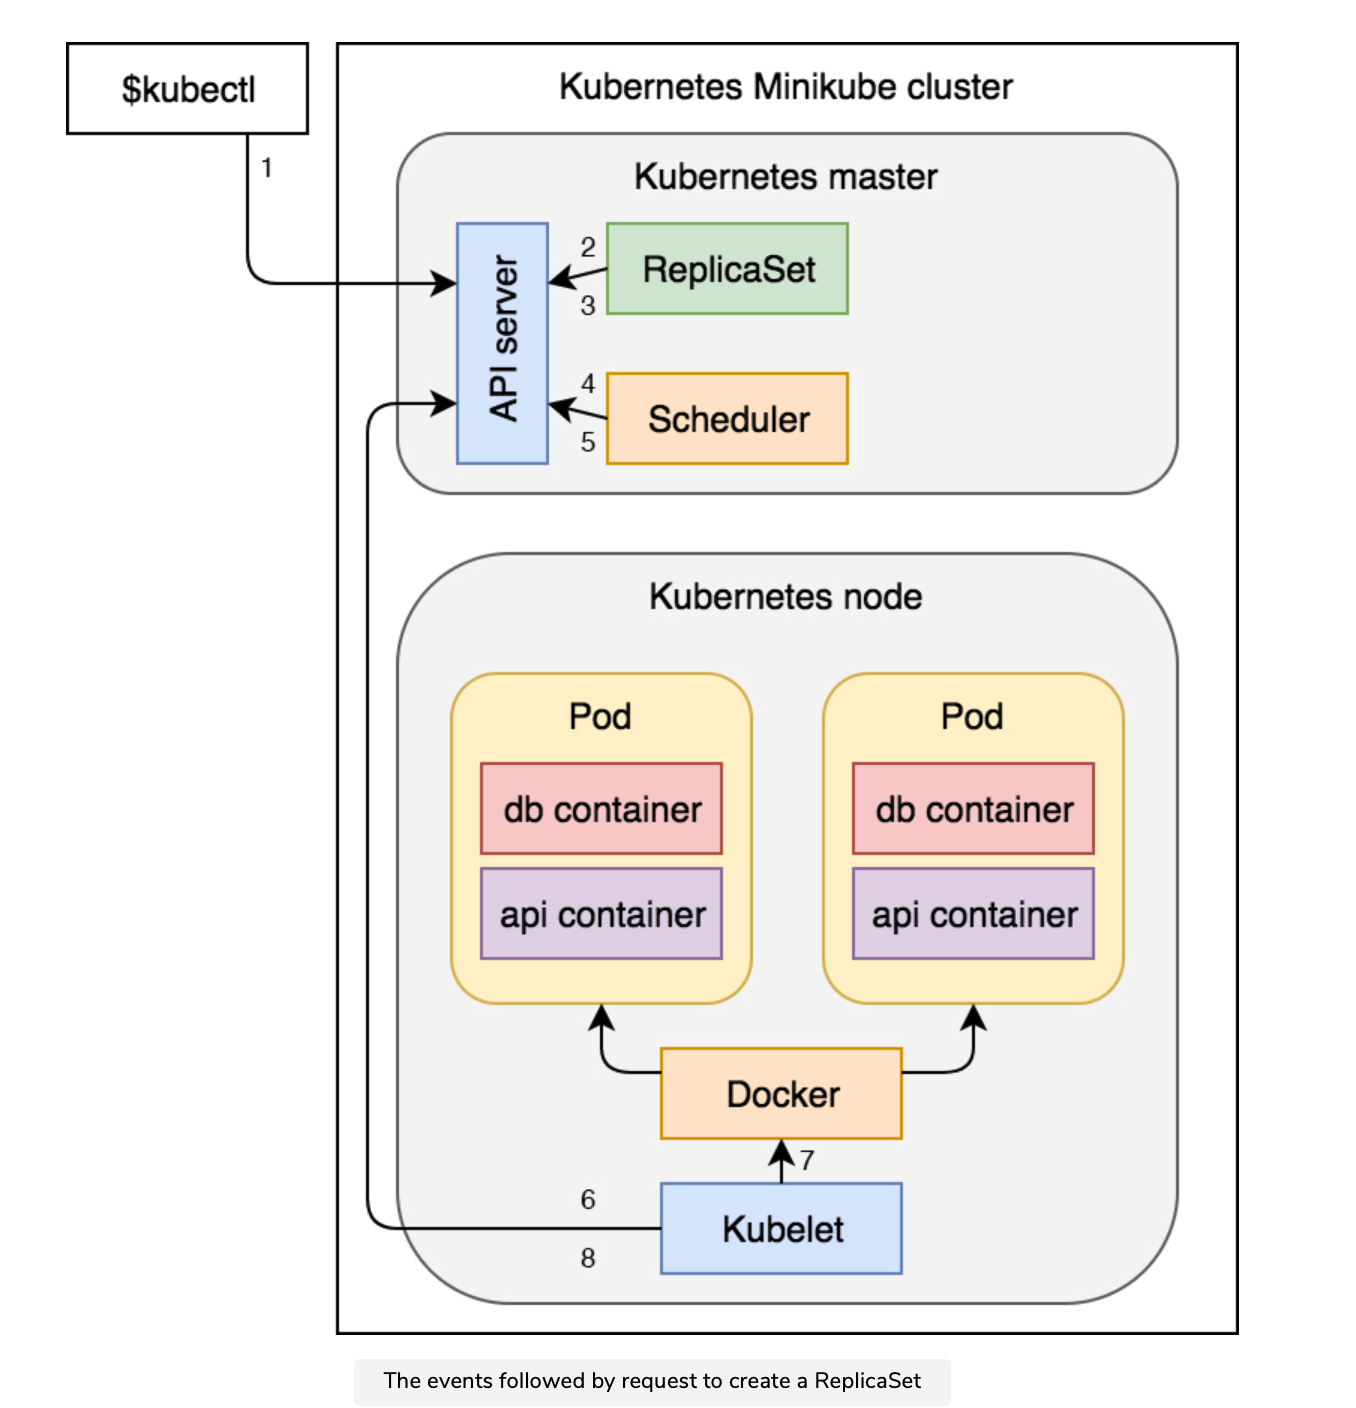 $kubectl
Kubernetes Minikube cluster
1
Kubernetes master
API server
2
ReplicaSet
3
4
Scheduler
5
Kubernetes node
Pod
Pod
db container
db container
api container
api container
Docker
7
6
Kubelet
8
The events followed by request to create a ReplicaSet